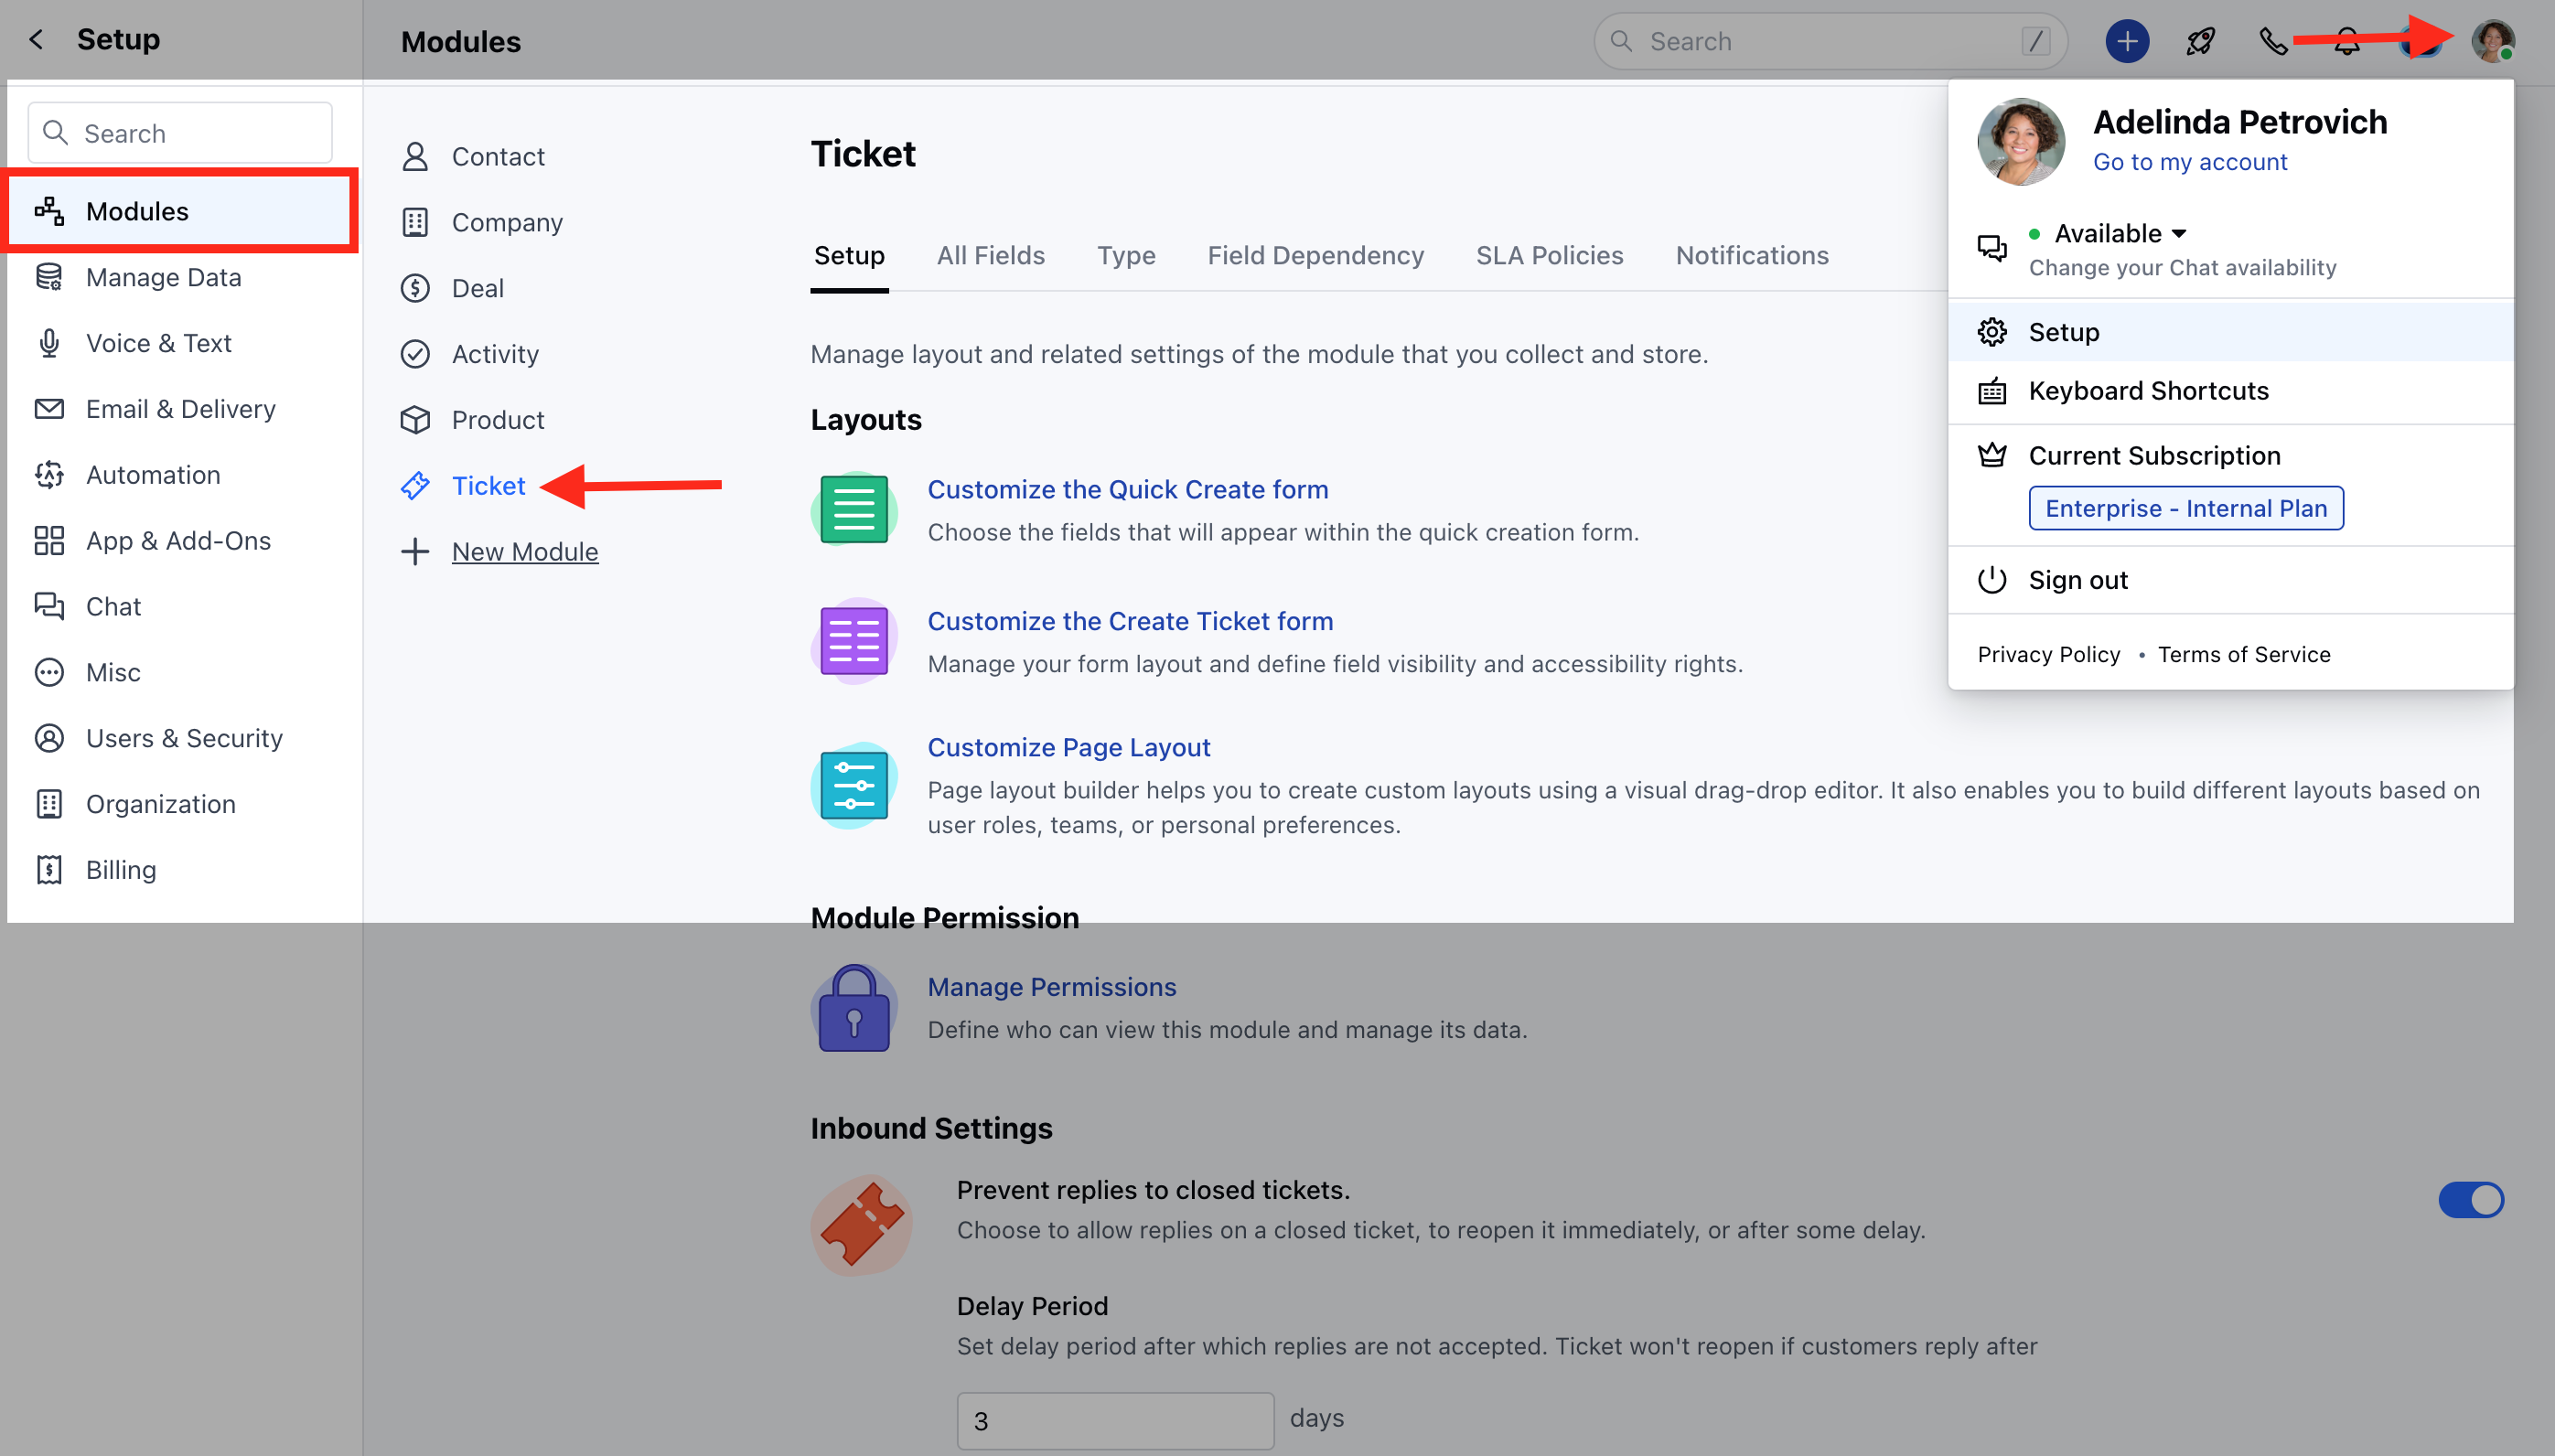 Setup
Modules
Search /
Search
Modules
Manage Data
Voice & Text
Email & Delivery
Automation
App & Add-Ons
Chat
Misc
Users & Security
Organization
Billing
Contact
Company
Deal
Activity
Product
Ticket
New Module
Ticket
Setup All Fields Type Field Dependency SLA Policies Notifications
Manage layout and related settings of the module that you collect and store.
Layouts
Customize the Quick Create form
Choose the fields that will appear within the quick creation form.
Customize the Create Ticket form
Manage your form layout and define field visibility and accessibility rights.
Customize Page Layout
Page layout builder helps you to create custom layouts using a visual drag-drop editor. It also enables you to build different layouts based on
user roles, teams, or personal preferences.
Module Permission
Manage Permissions
Define who can view this module and manage its data.
Inbound Settings
Prevent replies to closed tickets.
Choose to allow replies on a closed ticket, to reopen it immediately, or after some delay.
Delay Period
Set delay period after which replies are not accepted. Ticket won't reopen if customers reply after
3 days
Adelinda Petrovich
Go to my account
Available
Change your Chat availability
Setup
Keyboard Shortcuts
Current Subscription
Enterprise - Internal Plan
Sign out
Privacy Policy • Terms of Service